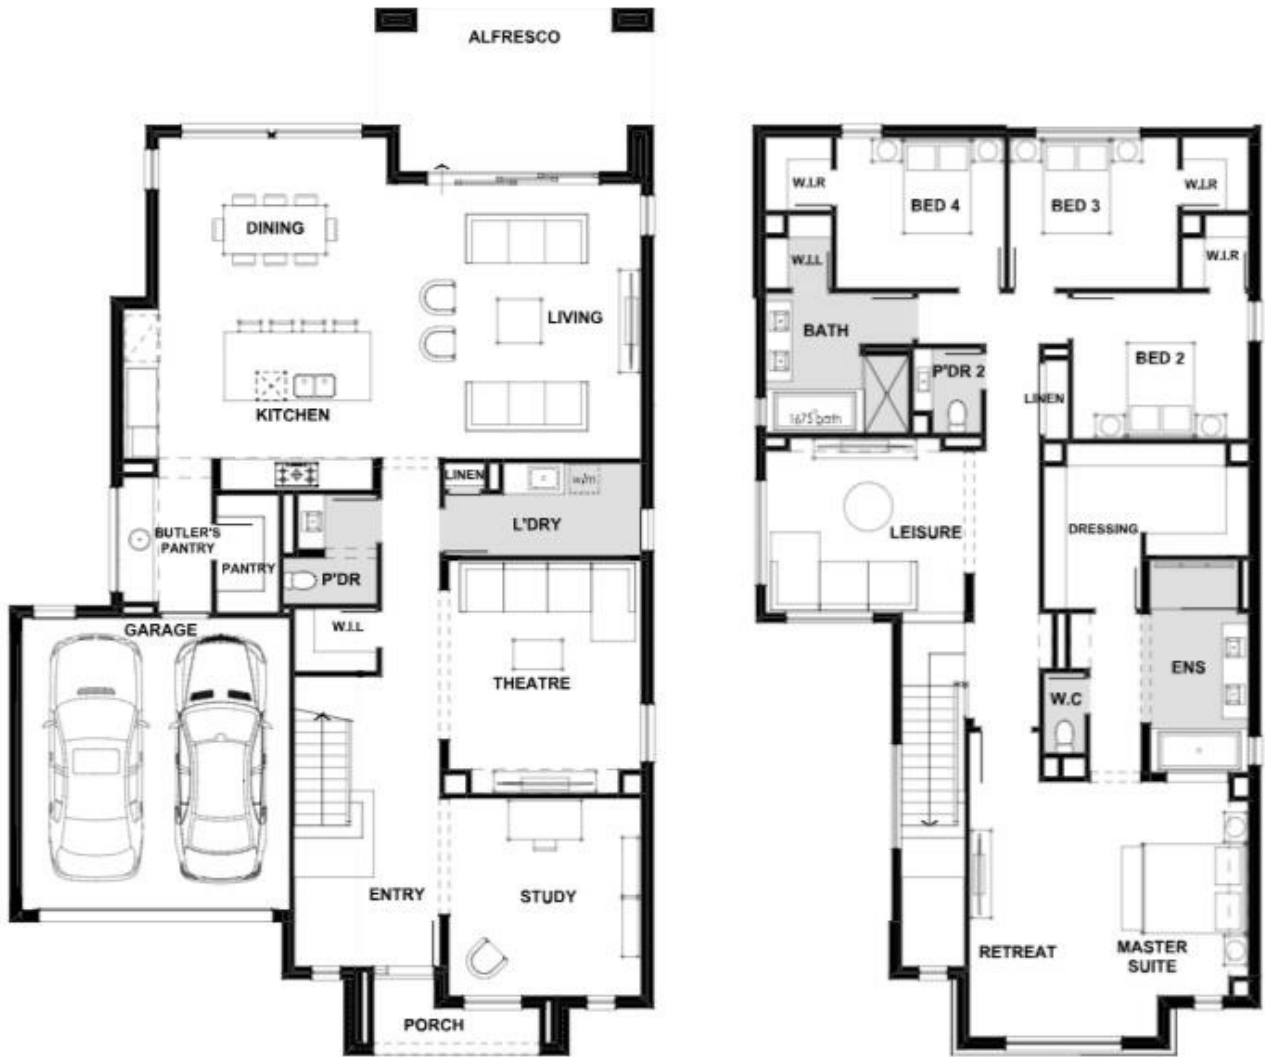 ALFRESCO
DINING
LIVING
KITCHEN
LINEN
w/m
L'DRY
BUTLER'S
PANTRY
PANTRY
P'DR
W.I.L
GARAGE
THEATRE
ENTRY
STUDY
PORCH
W.I.R
BED 4
BED 3
W.I.R
W.I.L
W.I.R
BATH
P'DR 2
BED 2
LINEN
1675 bath
LEISURE
DRESSING
ENS
W.C
RETREAT
MASTER
SUITE